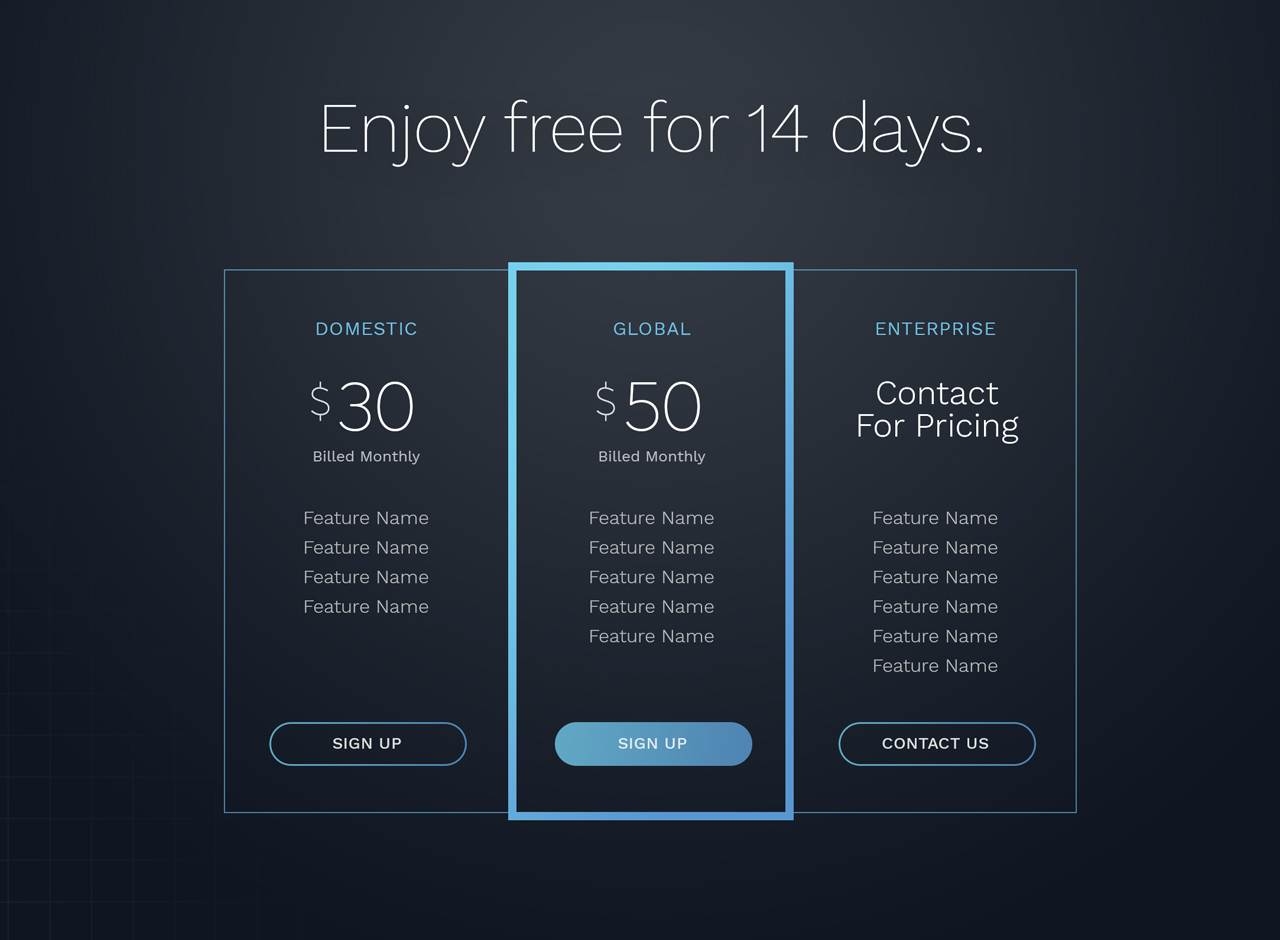 Enjoy free for 14 days.
DOMESTIC
$30
Billed Monthly
Feature Name
Feature Name
Feature Name
Feature Name
SIGN UP
GLOBAL
$50
Billed Monthly
Feature Name
Feature Name
Feature Name
Feature Name
Feature Name
SIGN UP
ENTERPRISE
Contact
For Pricing
Feature Name
Feature Name
Feature Name
Feature Name
Feature Name
Feature Name
CONTACT US